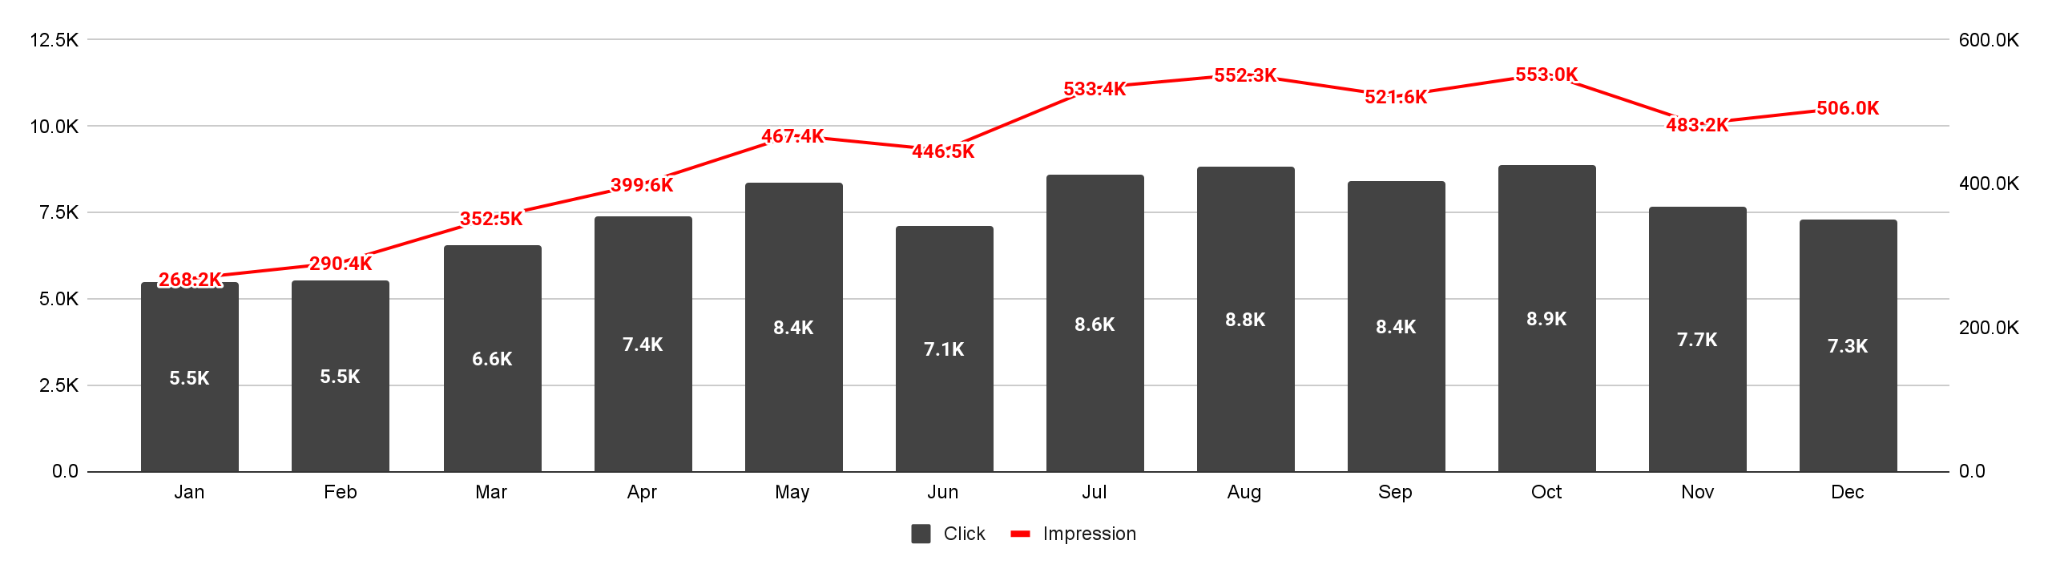 12.5K
600.0K
10.0K
7.5K
400.0K
5.0K
200.0K
2.5K
0.0
0.0
268.2K
290.4K
352.5K
399.6K
467.4K
446.5K
533.4K
552.3K
521.6K
553.0K
483.2K
506.0K
5.5K
5.5K
6.6K
7.4K
8.4K
7.1K
8.6K
8.8K
8.4K
8.9K
7.7K
7.3K
Jan Feb Mar Apr May Jun Jul Aug Sep Oct Nov Dec
Click Impression